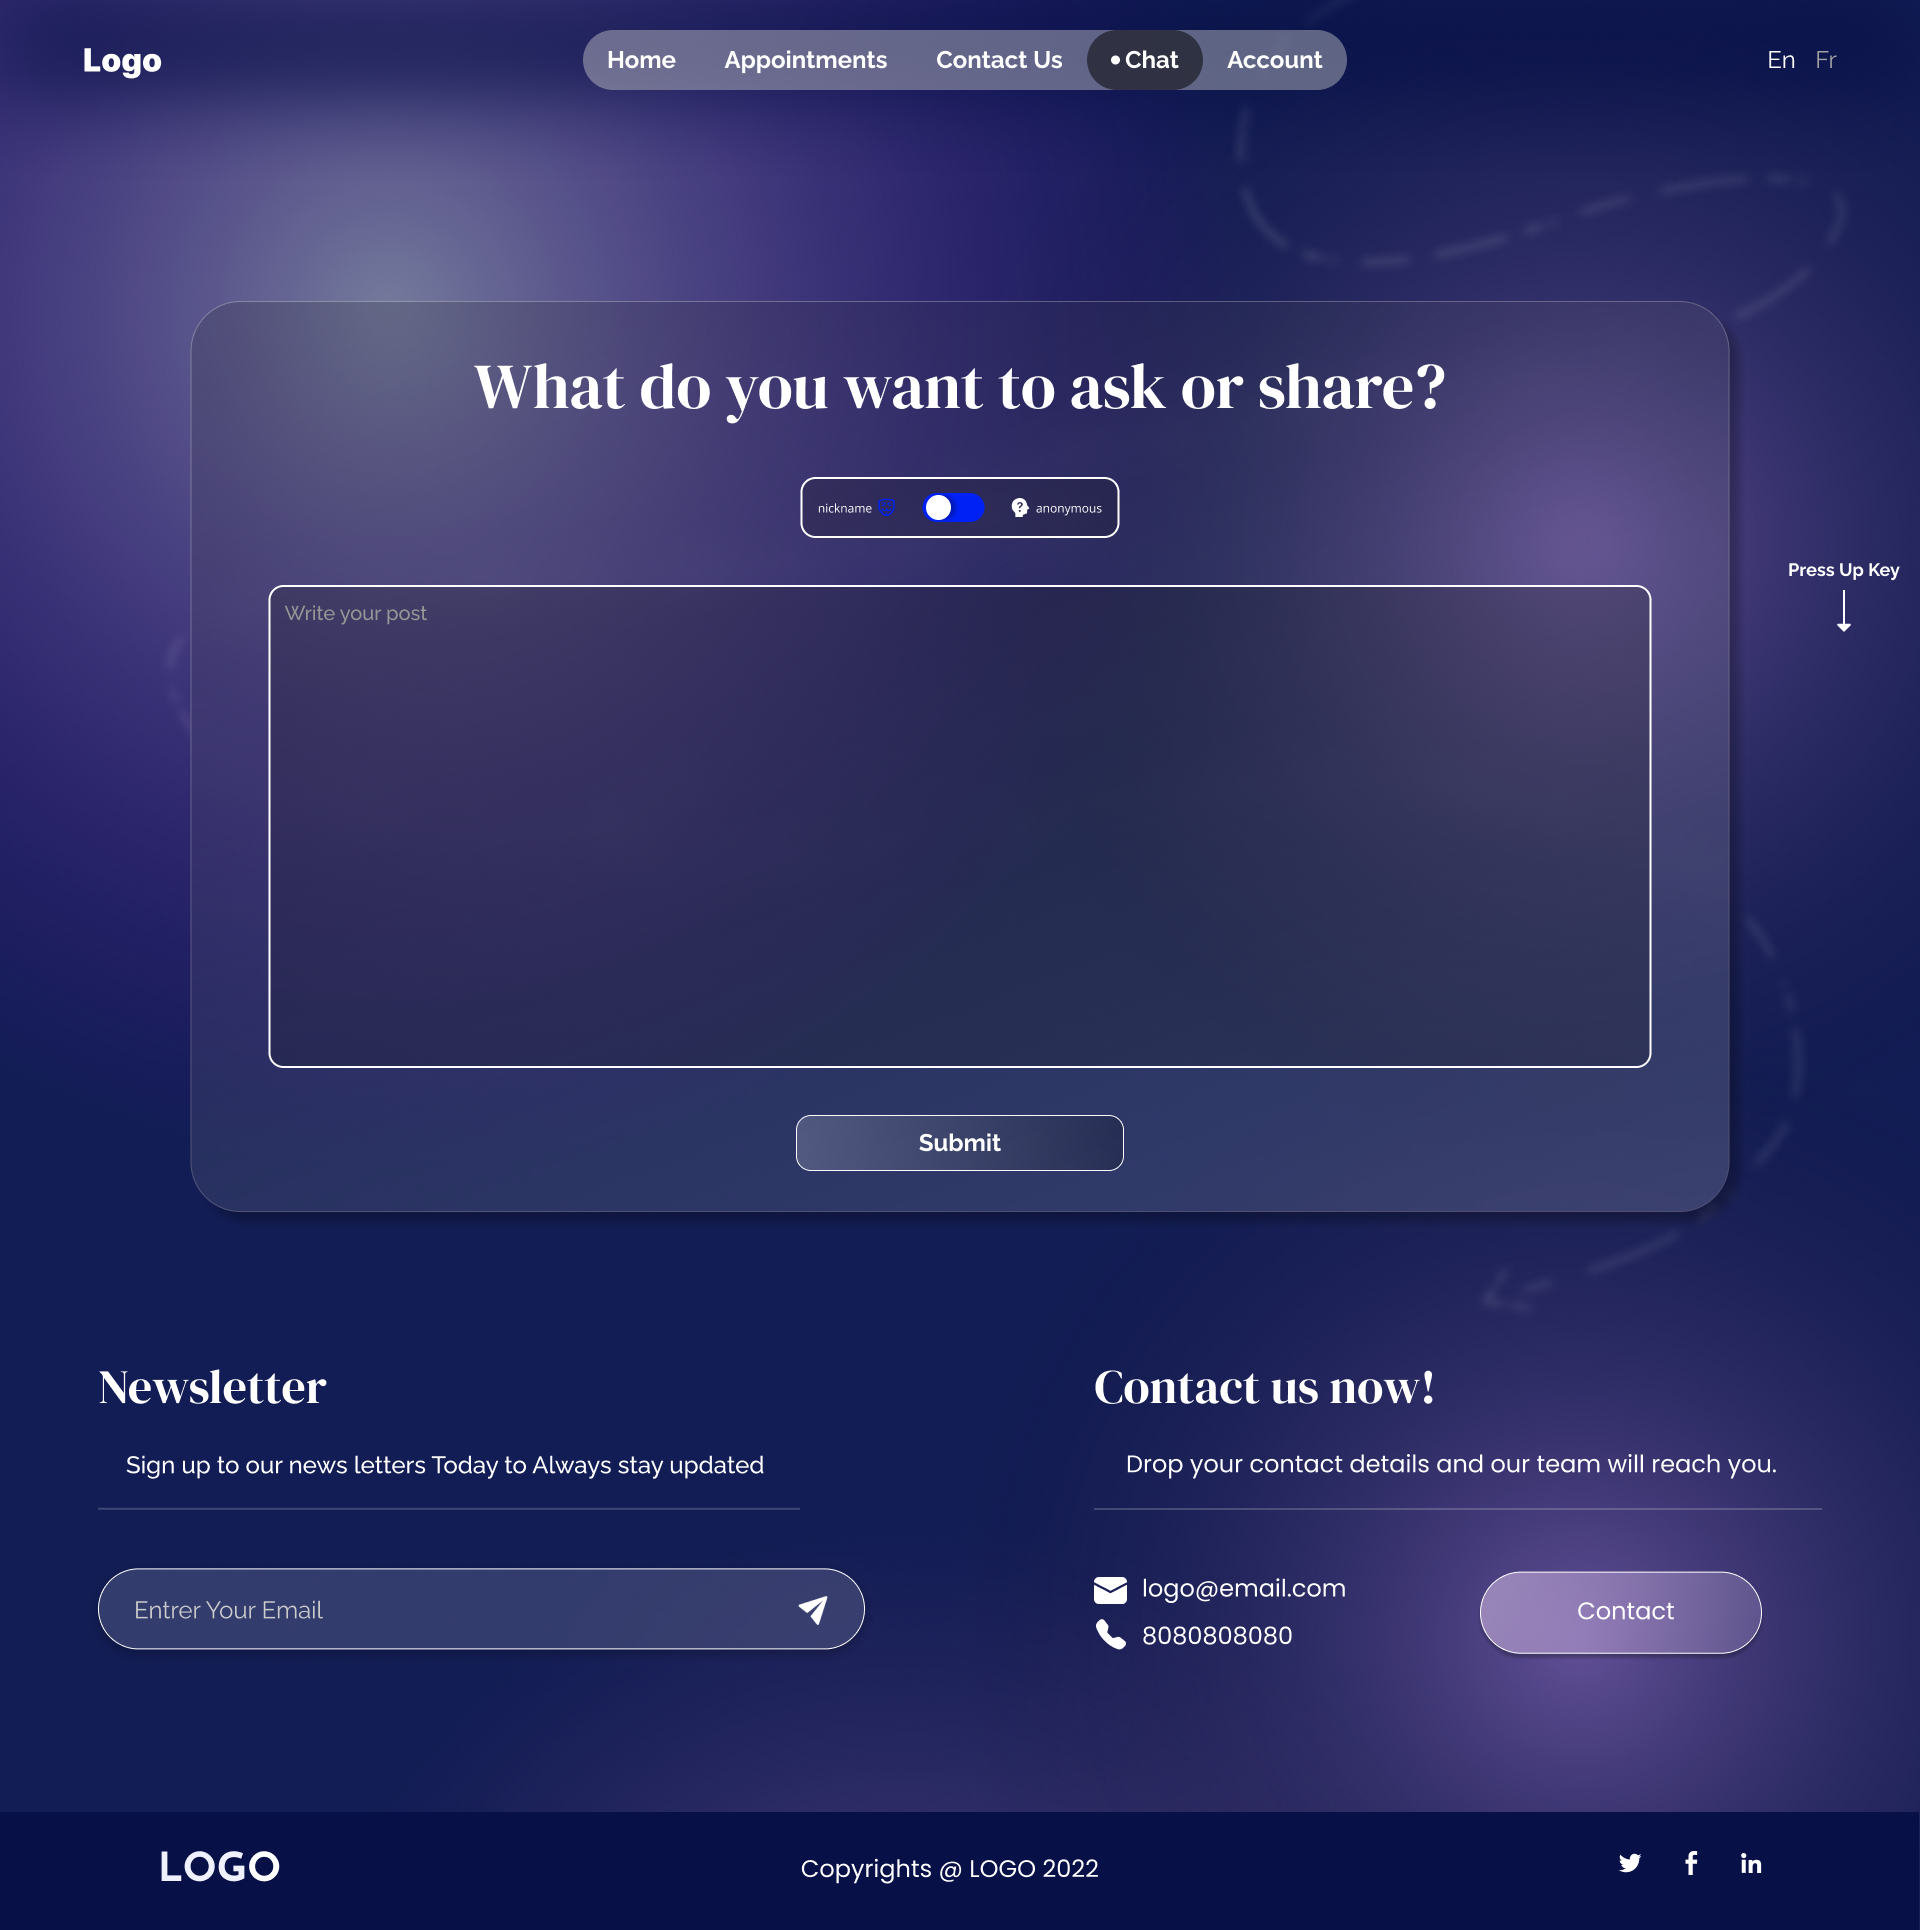 Logo
Home Appointments Contact Us Chat Account
En Fr
What do you want to ask or share?
nickname anonymous
Press Up Key
Write your post
Submit
Newsletter
Sign up to our news letters Today to Always stay updated
Entrer Your Email
Contact us now!
Drop your contact details and our team will reach you.
logo@email.com
8080808080
Contact
LOGO
Copyrights @ LOGO 2022